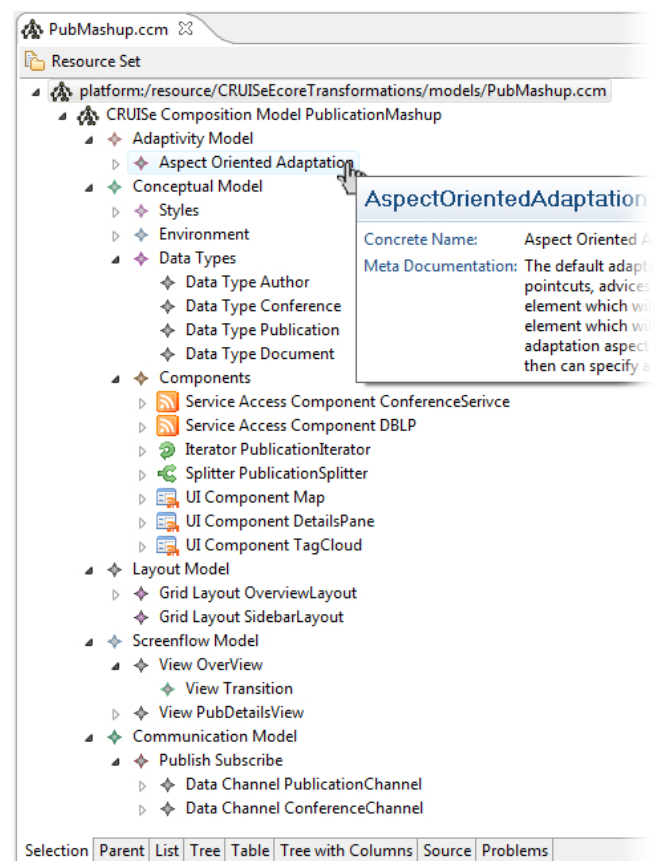 PubMashup.ccm
Resource Set
platform:/resource/CRUISeEcoreTransformations/models/PubMashup.ccm
CRUISe Composition Model PublicationMashup
Adaptivity Model
Aspect Oriented Adaptation
Conceptual Model
Styles
Environment
Data Types
Data Type Author
Data Type Conference
Data Type Publication
Data Type Document
Components
Service Access Component ConferenceSerivce
Service Access Component DBLP
Iterator PublicationIterator
Splitter PublicationSplitter
UI Component Map
UI Component DetailsPane
UI Component TagCloud
Layout Model
Grid Layout OverviewLayout
Grid Layout SidebarLayout
Screenflow Model
View OverView
View Transition
View PubDetailsView
Communication Model
Publish Subscribe
Data Channel PublicationChannel
Data Channel ConferenceChannel
AspectOrientedAdaptation
Concrete Name: Aspect Oriented A
Meta Documentation: The default adapta
pointcuts, advices
element which wil
element which wil
adaptation aspect
then can specify a
Selection Parent List Tree Table Tree with Columns Source Problems